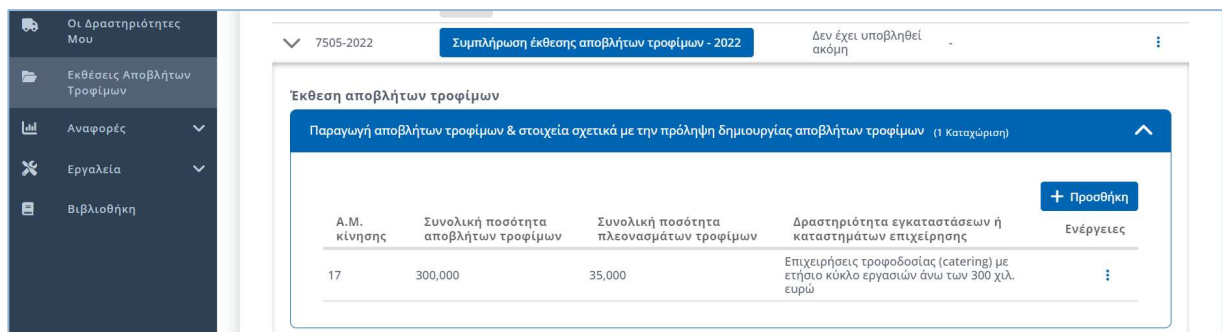 Οι Δραστηριότητες
Μου
Εκθέσεις Αποβλήτων
Τροφίμων
Αναφορές
Εργαλεία
Βιβλιοθήκη
7505-2022
Συμπλήρωση έκθεσης αποβλήτων τροφίμων - 2022
Δεν έχει υποβληθεί
ακόμη
-
Έκθεση αποβλήτων τροφίμων
Παραγωγή αποβλήτων τροφίμων & στοιχεία σχετικά με την πρόληψη δημιουργίας αποβλήτων τροφίμων (1 Καταχώριση)
+ Προσθήκη
Α.Μ.
κίνησης
Συνολική ποσότητα
αποβλήτων τροφίμων
Συνολική ποσότητα
πλεονασμάτων τροφίμων
Δραστηριότητα εγκαταστάσεων ή
καταστημάτων επιχείρησης
Ενέργειες
17
300,000
35,000
Επιχειρήσεις τροφοδοσίας (catering) με
ετήσιο κύκλο εργασιών άνω των 300 χιλ.
ευρώ